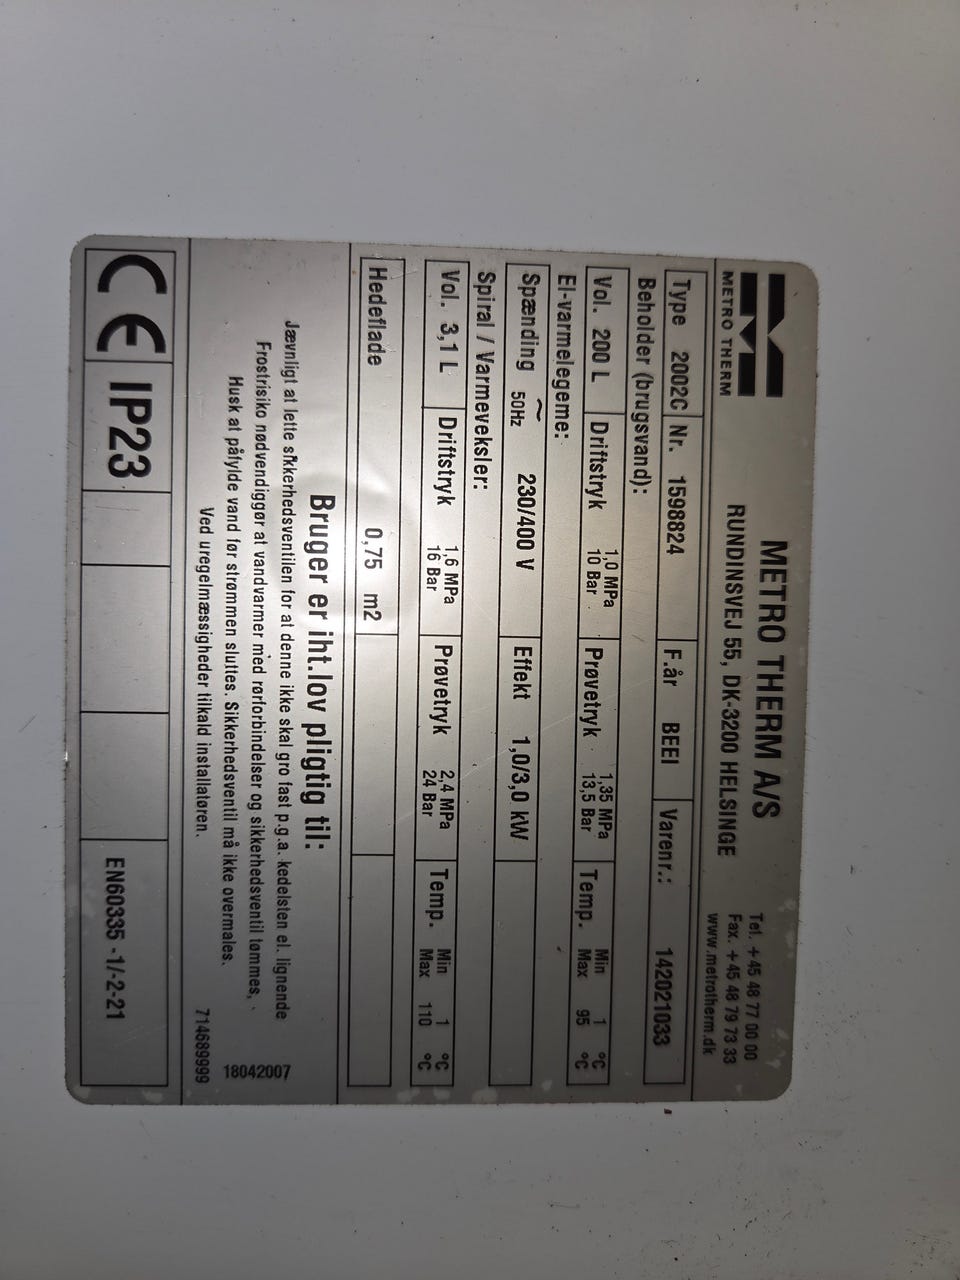 METRO THERM
METRO THERM A/S
RUNDINSVEJ 55, DK-3200 HELSINGE
Tel. +45 48 77 00 00
Fax. +45 48 79 73 33
www.metrotherm.dk
Type 2002C Nr. 1598824 F.år BEEI Varenr.: 142021033
Beholder (brugsvand):
Vol. 200 L Driftstryk 1,0 MPa 10 Bar Prøvetryk 1,35 MPa 13,5 Bar Temp. Min 1 °C Max 95 °C
El-varmelegeme:
Spænding ~ 50Hz 230/400 V Effekt 1,0/3,0 kW
Spiral / Varmeveksler:
Vol. 3,1 L Driftstryk 1,6 MPa 16 Bar Prøvetryk 2,4 MPa 24 Bar Temp. Min 1 °C Max 110 °C
Hedeflade 0,75 m2
Bruger er iht.lov pligtig til:
Jævnligt at lette sikkerhedsventilen for at denne ikke skal gro fast p.g.a. kedelsten el. lignende
Frostrisiko nødvendiggør at vandvarmer med rørforbindelser og sikkerhedsventil tømmes,
Husk at påfylde vand før strømmen sluttes. Sikkerhedsventil må ikke overmales.
18042007
Ved uregelmæssigheder tilkald installatøren.
714689999
CE IP23 EN60335 -1/-2-21